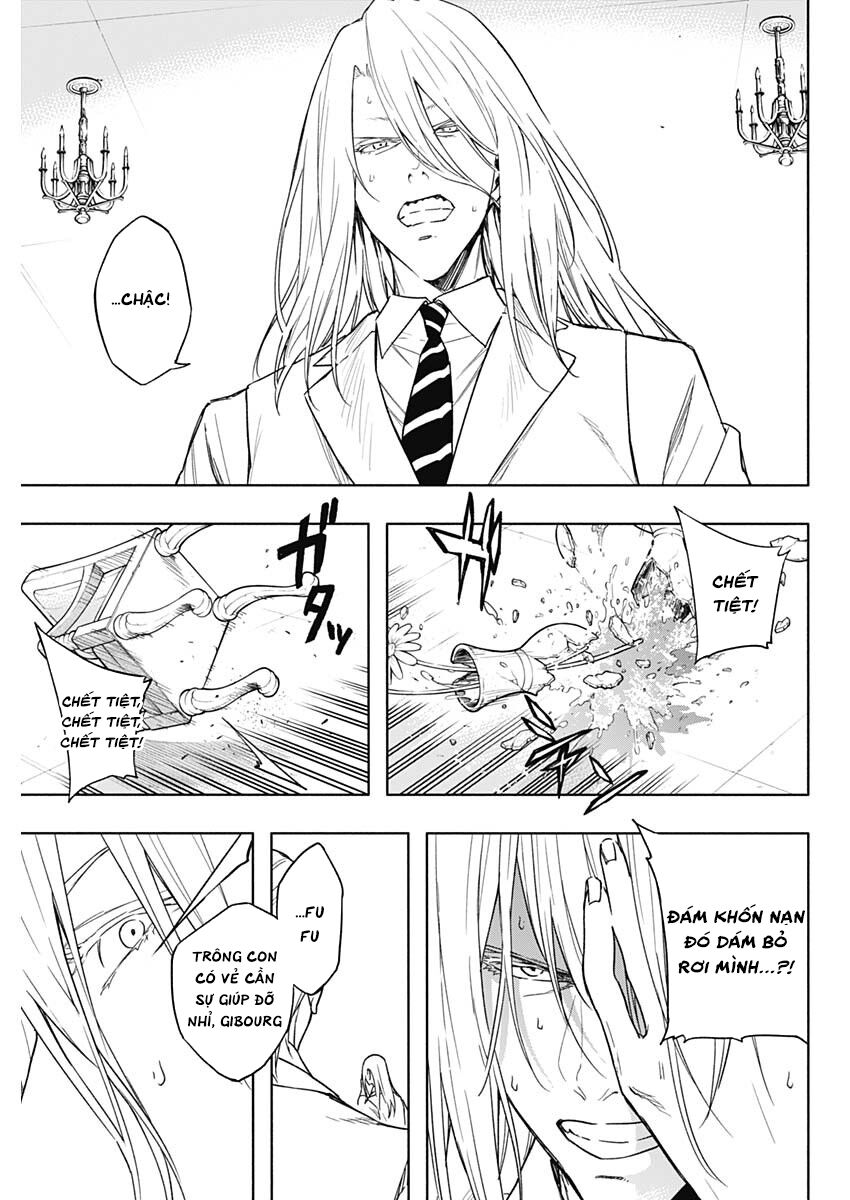 ...CHẬC!
CHẾT
TIỆT!
ガタッ
CHẾT TIỆT,
CHẾT TIỆT,
CHẾT TIỆT!
ĐÁM KHỐN NẠN
ĐÓ DÁM BỎ
RƠI MÌNH...?!
...FU
FU
TRÔNG CON
CÓ VẺ CẦN
SỰ GIÚP ĐỠ
NHỈ, GIBOURG